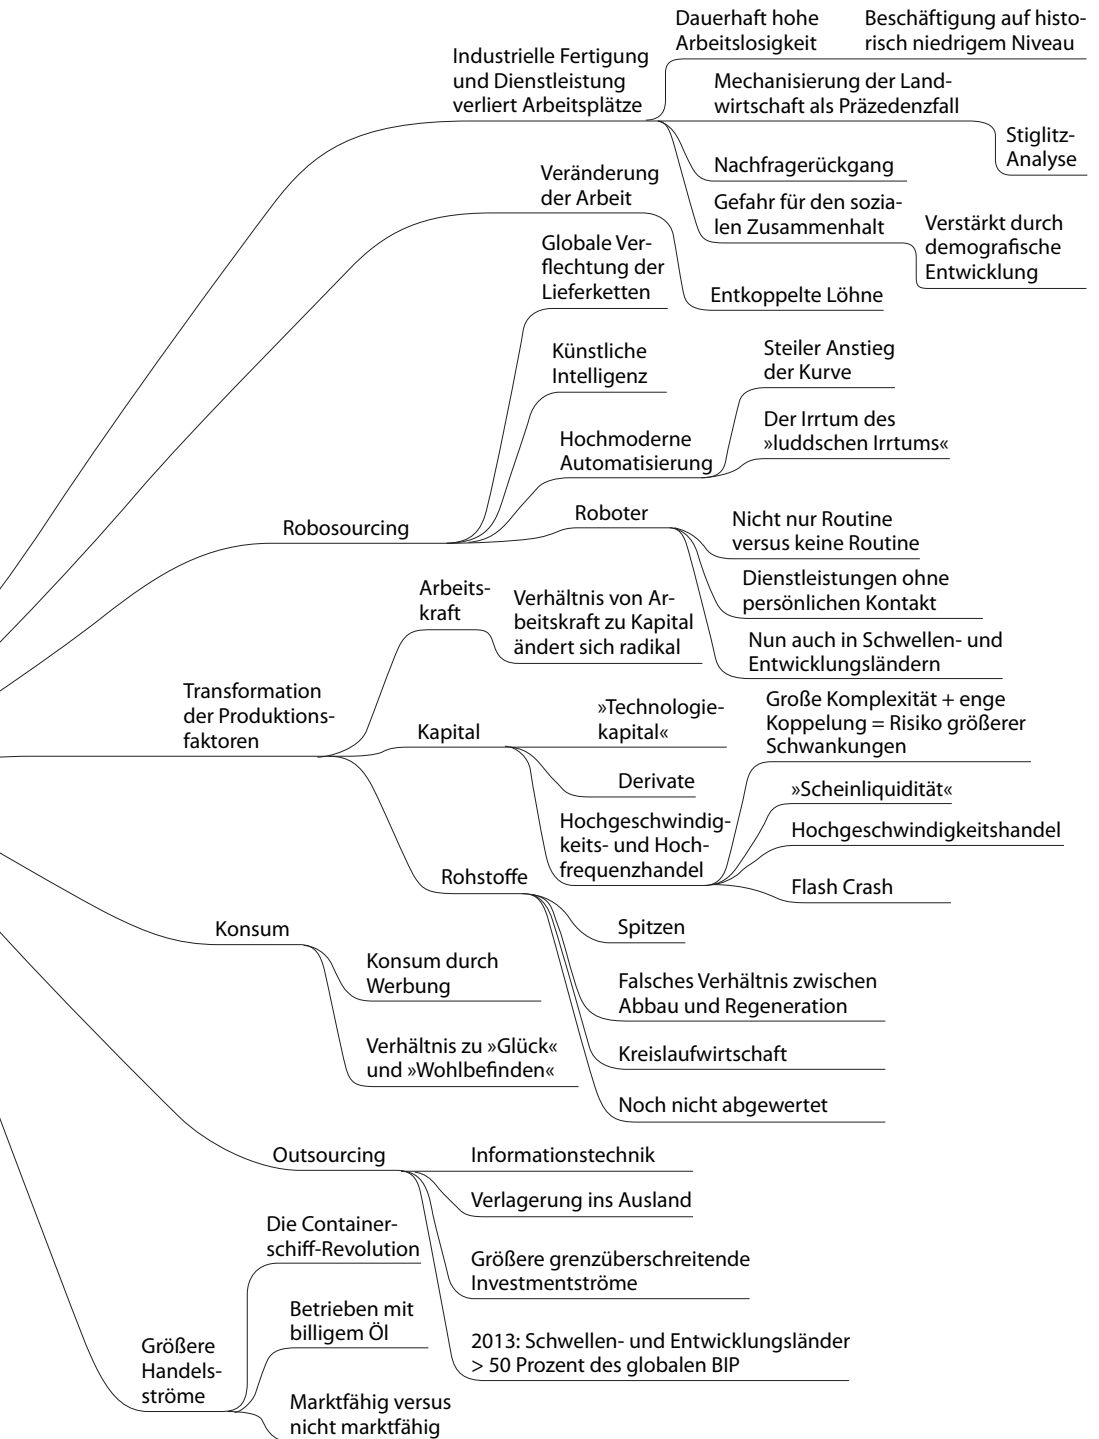 Dauerhaft hohe
Arbeitslosigkeit
Beschäftigung auf histo-
risch niedrigem Niveau
Industrielle Fertigung
und Dienstleistung
verliert Arbeitsplätze
Mechanisierung der Land-
wirtschaft als Präzedenzfall
Stiglitz-
Analyse
Nachfragerückgang
Gefahr für den sozia-
len Zusammenhalt
Verstärkt durch
demografische
Entwicklung
Veränderung
der Arbeit
Entkoppelte Löhne
Globale Ver-
flechtung der
Lieferketten
Künstliche
Intelligenz
Steiler Anstieg
der Kurve
Der Irrtum des
»luddschen Irrtums«
Hochmoderne
Automatisierung
Robosourcing
Roboter
Nicht nur Routine
versus keine Routine
Dienstleistungen ohne
persönlichen Kontakt
Nun auch in Schwellen- und
Entwicklungsländern
Arbeits-
kraft
Verhältnis von Ar-
beitskraft zu Kapital
ändert sich radikal
Transformation
der Produktions-
faktoren
Kapital
»Technologie-
kapital«
Derivate
Hochgeschwindig-
keits- und Hoch-
frequenzhandel
Große Komplexität + enge
Koppelung = Risiko größerer
Schwankungen
»Scheinliquidität«
Hochgeschwindigkeitshandel
Flash Crash
Rohstoffe
Spitzen
Falsches Verhältnis zwischen
Abbau und Regeneration
Kreislaufwirtschaft
Noch nicht abgewertet
Konsum
Konsum durch
Werbung
Verhältnis zu »Glück«
und »Wohlbefinden«
Outsourcing
Informationstechnik
Verlagerung ins Ausland
Größere grenzüberschreitende
Investmentströme
2013: Schwellen- und Entwicklungsländer
> 50 Prozent des globalen BIP
Die Container-
schiff-Revolution
Betrieben mit
billigem Öl
Größere
Handels-
ströme
Marktfähig versus
nicht marktfähig